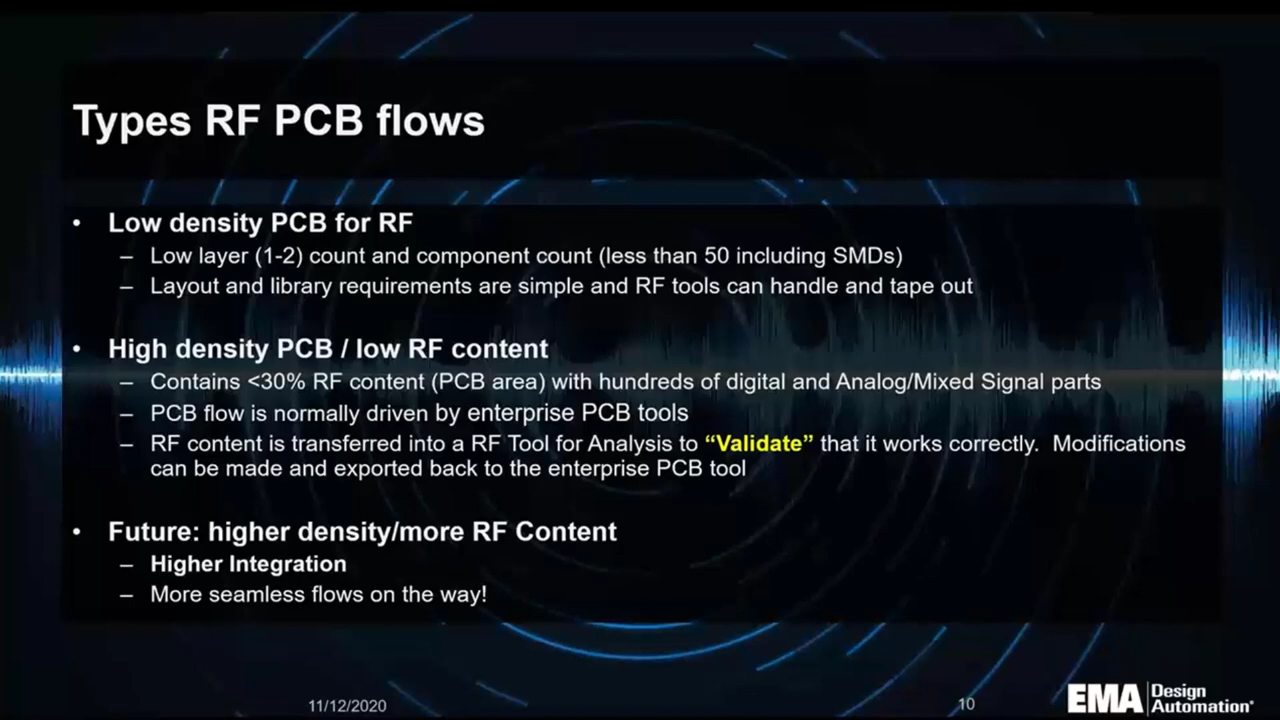 Types RF PCB flows
• Low density PCB for RF
– Low layer (1-2) count and component count (less than 50 including SMDs)
– Layout and library requirements are simple and RF tools can handle and tape out
• High density PCB / low RF content
– Contains <30% RF content (PCB area) with hundreds of digital and Analog/Mixed Signal parts
– PCB flow is normally driven by enterprise PCB tools
– RF content is transferred into a RF Tool for Analysis to “Validate” that it works correctly. Modifications
can be made and exported back to the enterprise PCB tool
• Future: higher density/more RF Content
– Higher Integration
– More seamless flows on the way!
11/12/2020
10
EMA Design
Automation®